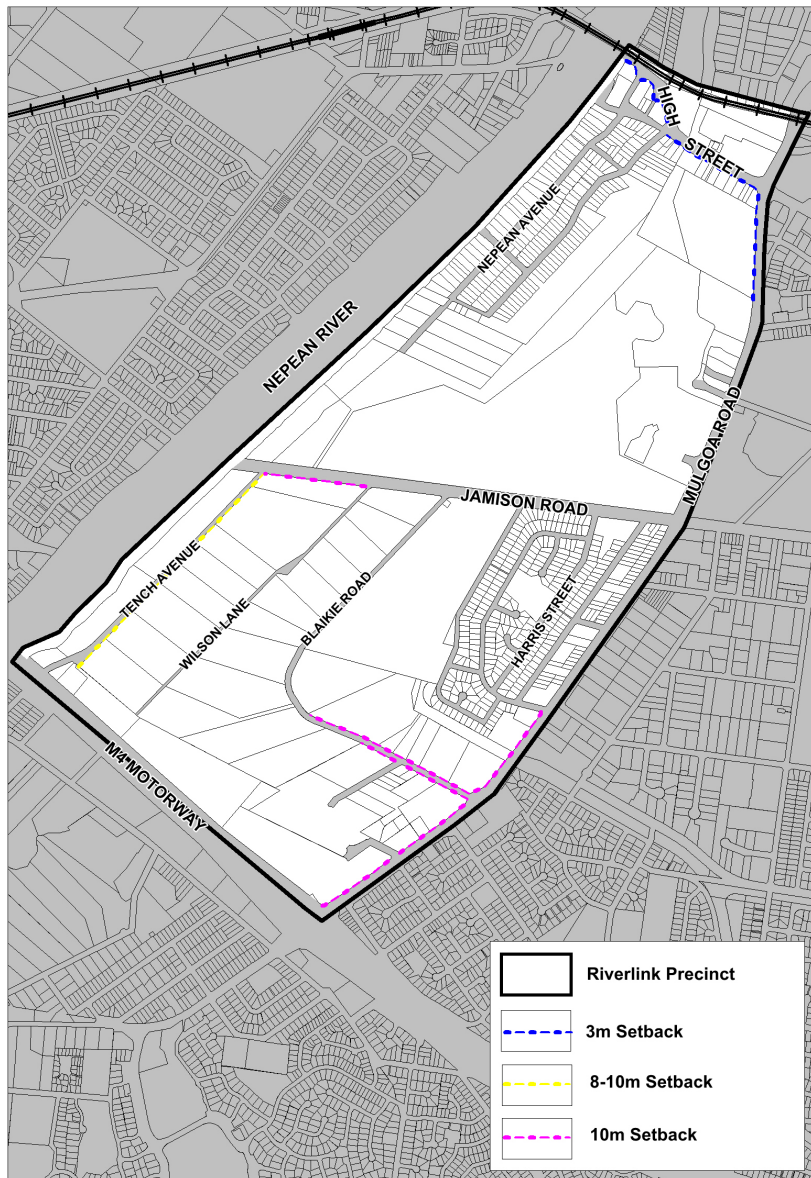 HIGH
STREET
NEPEAN AVENUE
NEPEAN RIVER
MULGOA ROAD
JAMISON ROAD
TENCH AVENUE
WILSON LANE
BLAIKIE ROAD
HARRIS STREET
M4 MOTORWAY
Riverlink Precinct
3m Setback
8-10m Setback
10m Setback